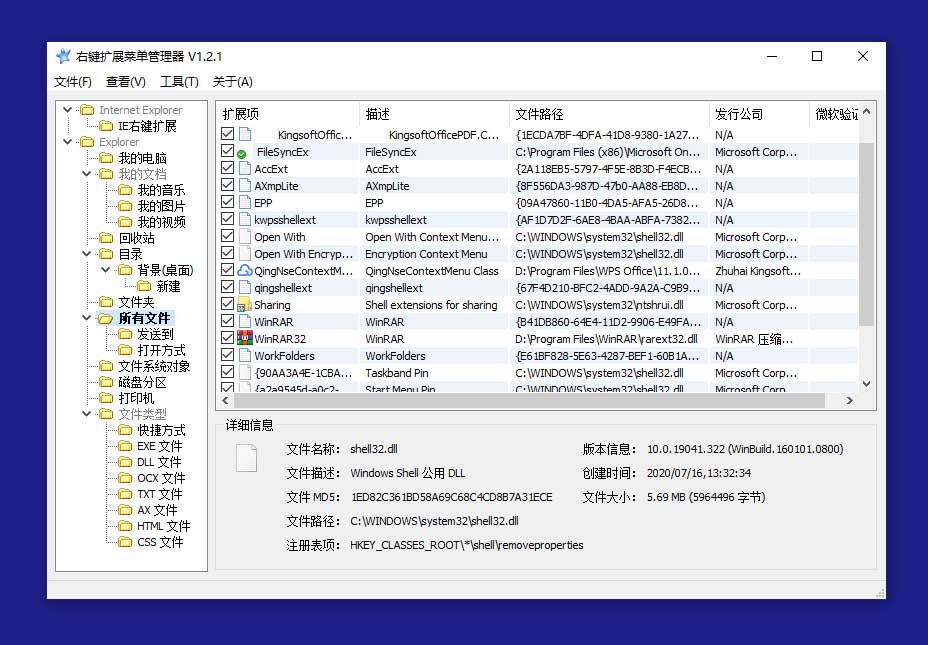 右键扩展菜单管理器 V1.2.1
文件(F) 查看(V) 工具(T) 关于(A)
Internet Explorer
IE右键扩展
Explorer
我的电脑
我的文档
我的音乐
我的图片
我的视频
回收站
目录
背景(桌面)
新建
文件夹
所有文件
发送到
打开方式
文件系统对象
磁盘分区
打印机
文件类型
快捷方式
EXE 文件
DLL 文件
OCX 文件
TXT 文件
AX 文件
HTML 文件
CSS 文件
扩展项 描述 文件路径 发行公司 微软验证
KingsoftOffic... KingsoftOfficePDF.C... {1ECDA7BF-4DFA-41D8-9380-1A27... N/A
FileSyncEx FileSyncEx C:\Program Files (x86)\Microsoft On... Microsoft Corp...
AccExt AccExt {2A118EB5-5797-4F5E-8B3D-F4ECB... N/A
AXmpLite AXmpLite {8F556DA3-987D-47b0-AA88-EB8D... N/A
EPP EPP {09A47860-11B0-4DA5-AFA5-26D8... N/A
kwpsshellext kwpsshellext {AF1D7D2F-6AE8-4BAA-ABFA-7382... N/A
Open With Open With Context Menu... C:\WINDOWS\system32\shell32.dll Microsoft Corp...
Open With Encryp... Encryption Context Menu C:\WINDOWS\system32\shell32.dll Microsoft Corp...
QingNseContextM... QingNseContextMenu Class D:\Program Files\WPS Office\11.1.0... Zhuhai Kingsoft...
qingshellext qingshellext {67F4D210-BFC2-4ADD-9A2A-C9B9... N/A
Sharing Shell extensions for sharing C:\WINDOWS\system32\ntshrui.dll Microsoft Corp...
WinRAR WinRAR {B41DB860-64E4-11D2-9906-E49FA... N/A
WinRAR32 WinRAR D:\Program Files\WinRAR\rarext32.dll WinRAR 压缩...
WorkFolders WorkFolders {E61BF828-5E63-4287-BEF1-60B1A... N/A
{90AA3A4E-1CBA... Taskband Pin C:\WINDOWS\system32\shell32.dll Microsoft Corp...
{a2a9545d-a0c2-... Start Menu Pin C:\WINDOWS\system32\shell32.dll Microsoft Corp...
详细信息
文件名称: shell32.dll 版本信息: 10.0.19041.322 (WinBuild.160101.0800)
文件描述: Windows Shell 公用 DLL 创建时间: 2020/07/16,13:32:34
文件 MD5: 1ED82C361BD58A69C68C4CD8B7A31ECE 文件大小: 5.69 MB (5964496 字节)
文件路径: C:\WINDOWS\system32\shell32.dll
注册表项: HKEY_CLASSES_ROOT\*\shell\removeproperties